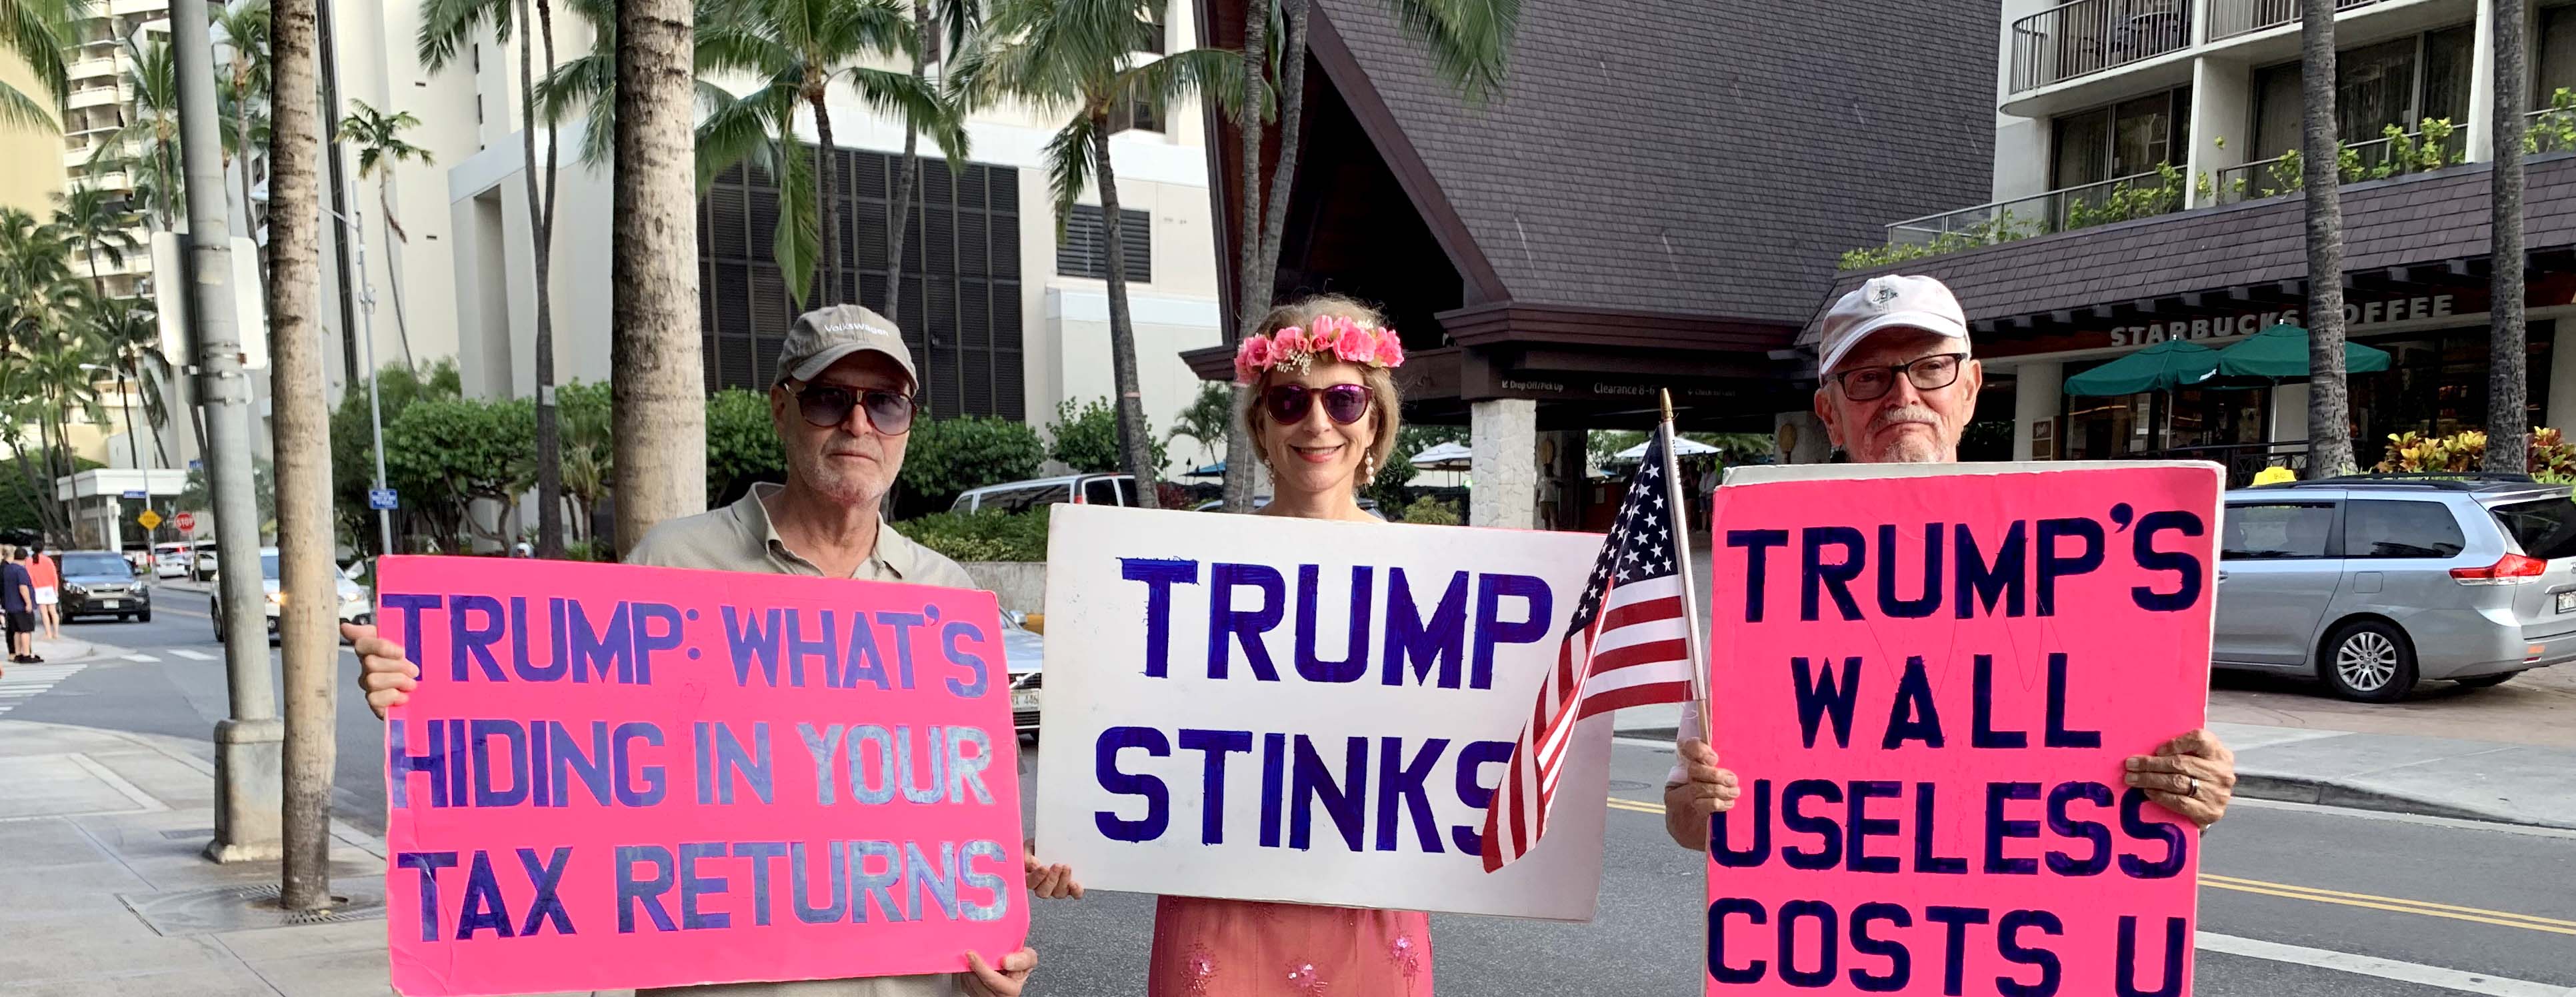 Volkswagen
TRUMP: WHAT'S
HIDING IN YOUR
TAX RETURNS
TRUMP
STINKS
TRUMP'S
WALL
USELESS
COSTS U
STARBUCKS COFFEE
Drop Off/Pick Up
Clearance 8-6
STOP